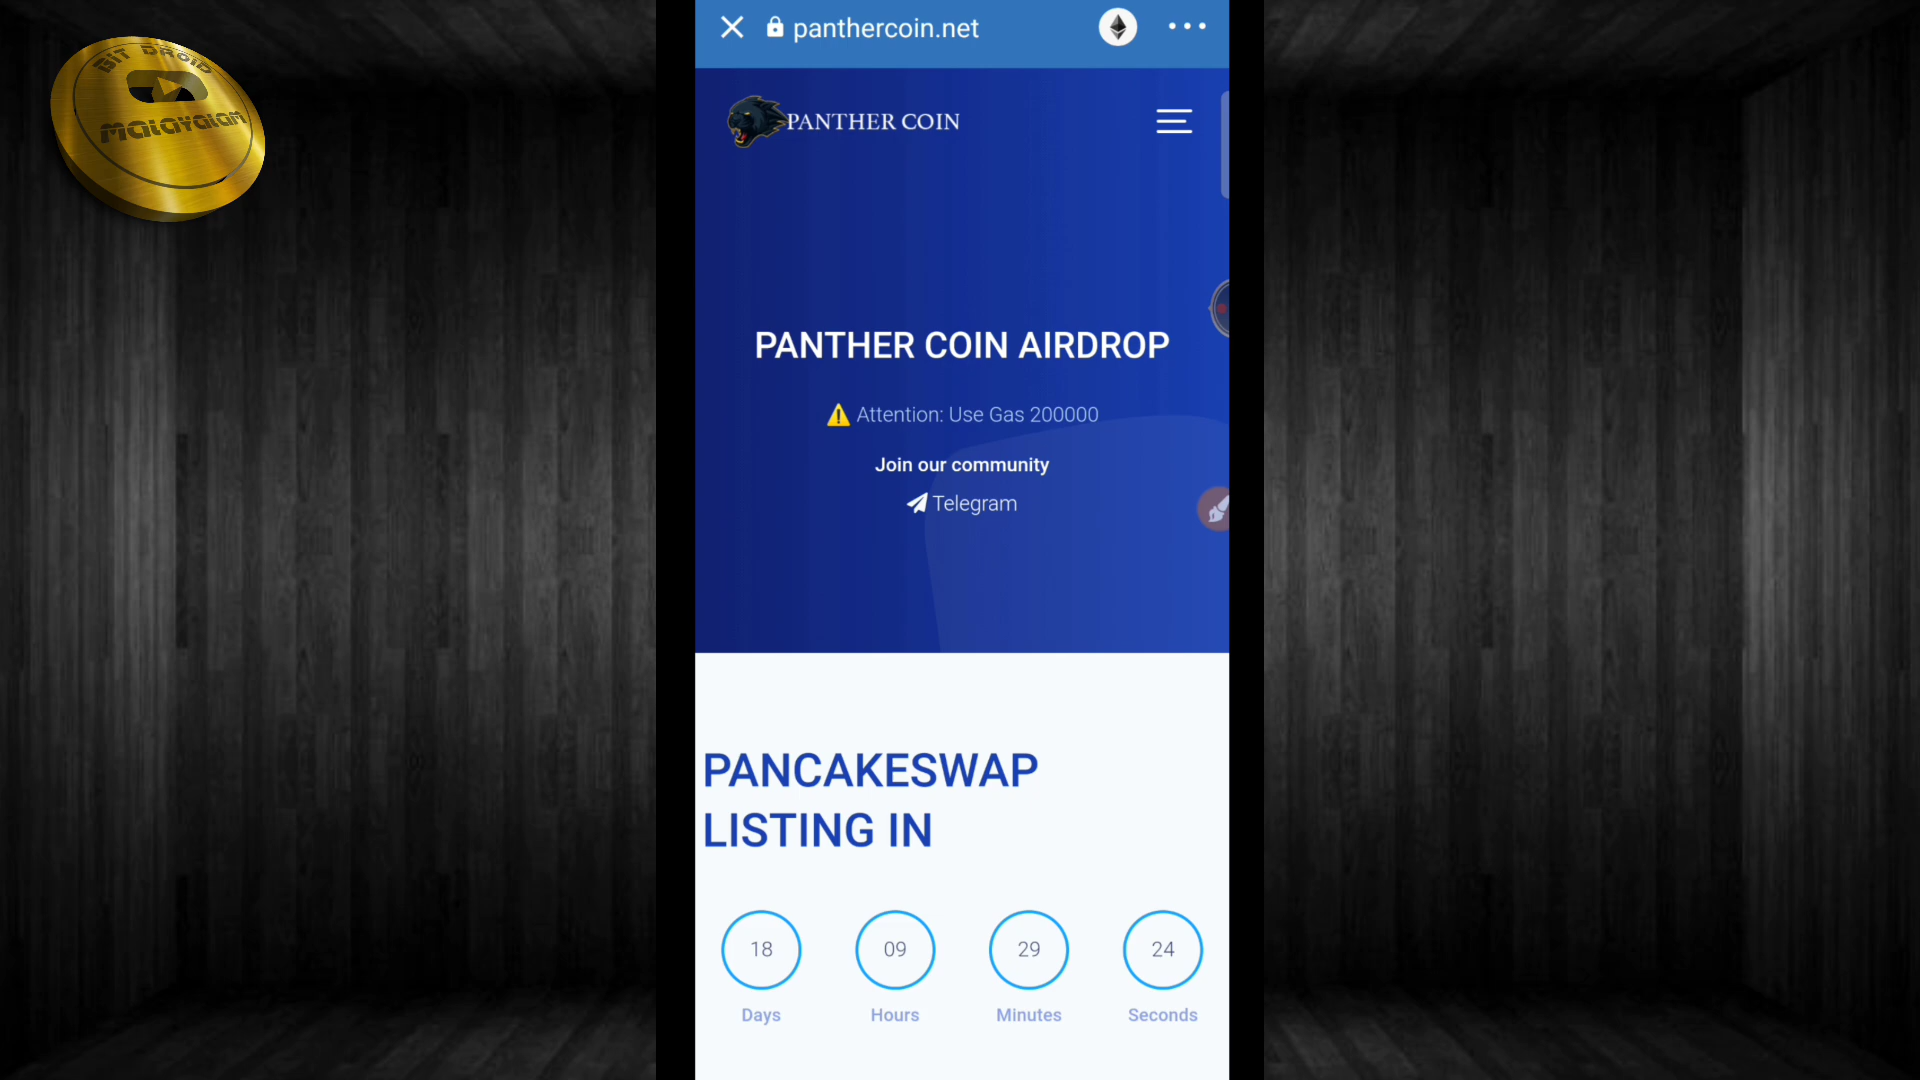 BIT DROID
MALAYALAM
panthercoin.net
PANTHER COIN
PANTHER COIN AIRDROP
⚠️ Attention: Use Gas 200000
Join our community
Telegram
PANCAKESWAP
LISTING IN
18 09 29 24
Days Hours Minutes Seconds